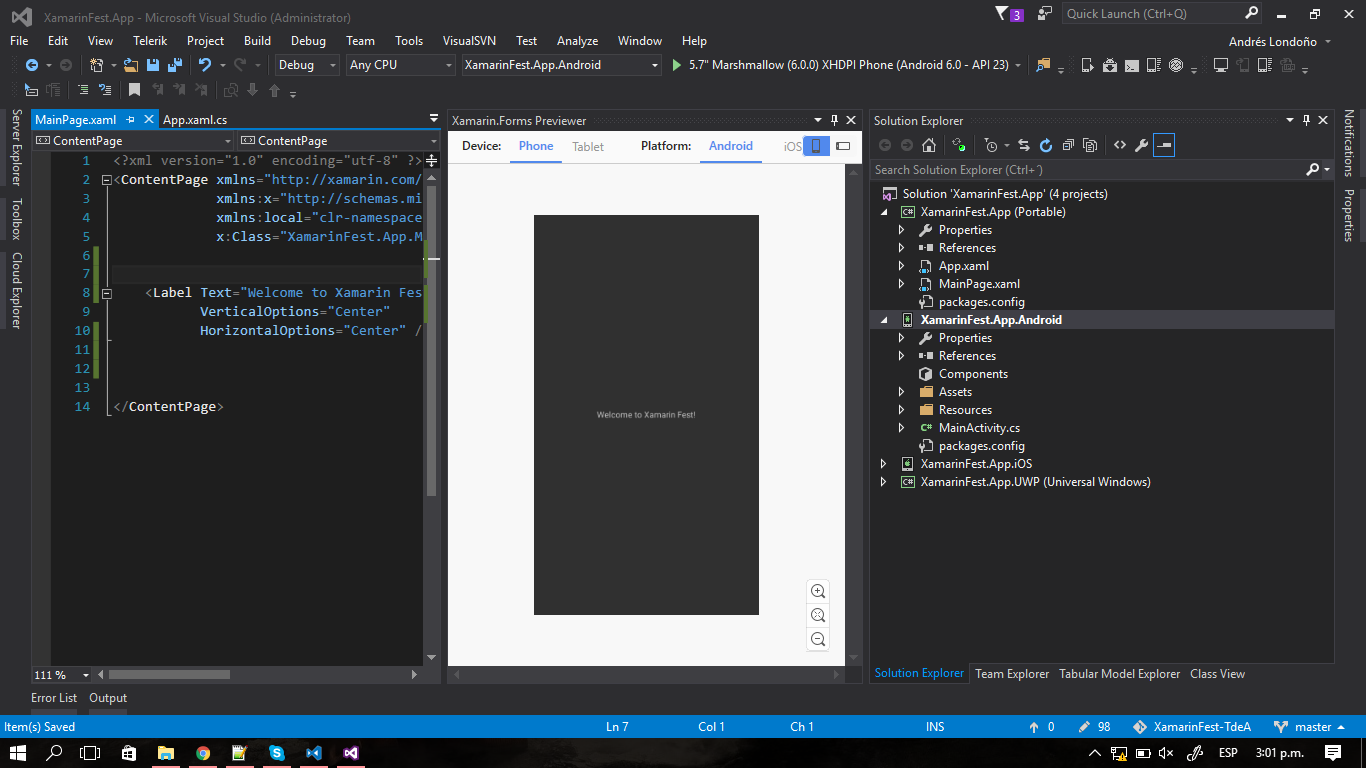 XamarinFest.App - Microsoft Visual Studio (Administrator)
3
Quick Launch (Ctrl+Q)
File Edit View Telerik Project Build Debug Team Tools VisualSVN Test Analyze Window Help
Andrés Londoño
Debug Any CPU XamarinFest.App.Android 5.7" Marshmallow (6.0.0) XHDPI Phone (Android 6.0 - API 23)
Server Explorer
Toolbox
Cloud Explorer
MainPage.xaml App.xaml.cs
ContentPage ContentPage
1 <?xml version="1.0" encoding="utf-8" ?>
2 <ContentPage xmlns="http://xamarin.com/
3 xmlns:x="http://schemas.mi
4 xmlns:local="clr-namespace
5 x:Class="XamarinFest.App.M
6
7
8 <Label Text="Welcome to Xamarin Fes
9 VerticalOptions="Center"
10 HorizontalOptions="Center" /
11
12
13
14 </ContentPage>
111 %
Xamarin.Forms Previewer
Device: Phone Tablet Platform: Android iOS
Welcome to Xamarin Fest!
Solution Explorer
Search Solution Explorer (Ctrl+´)
Solution 'XamarinFest.App' (4 projects)
XamarinFest.App (Portable)
Properties
References
App.xaml
MainPage.xaml
packages.config
XamarinFest.App.Android
Properties
References
Components
Assets
Resources
MainActivity.cs
packages.config
XamarinFest.App.iOS
XamarinFest.App.UWP (Universal Windows)
Solution Explorer Team Explorer Tabular Model Explorer Class View
Notifications
Properties
Error List Output
Item(s) Saved Ln 7 Col 1 Ch 1 INS 0 98 XamarinFest-TdeA master
ESP 3:01 p.m.